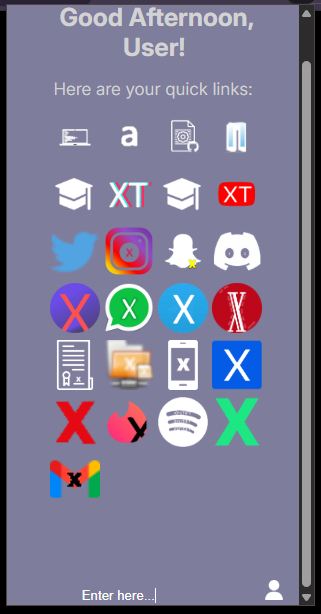 Good Afternoon,
User!
Here are your quick links:
a
XT XT
X
X X X X
x x X
X X X
X
Enter here...